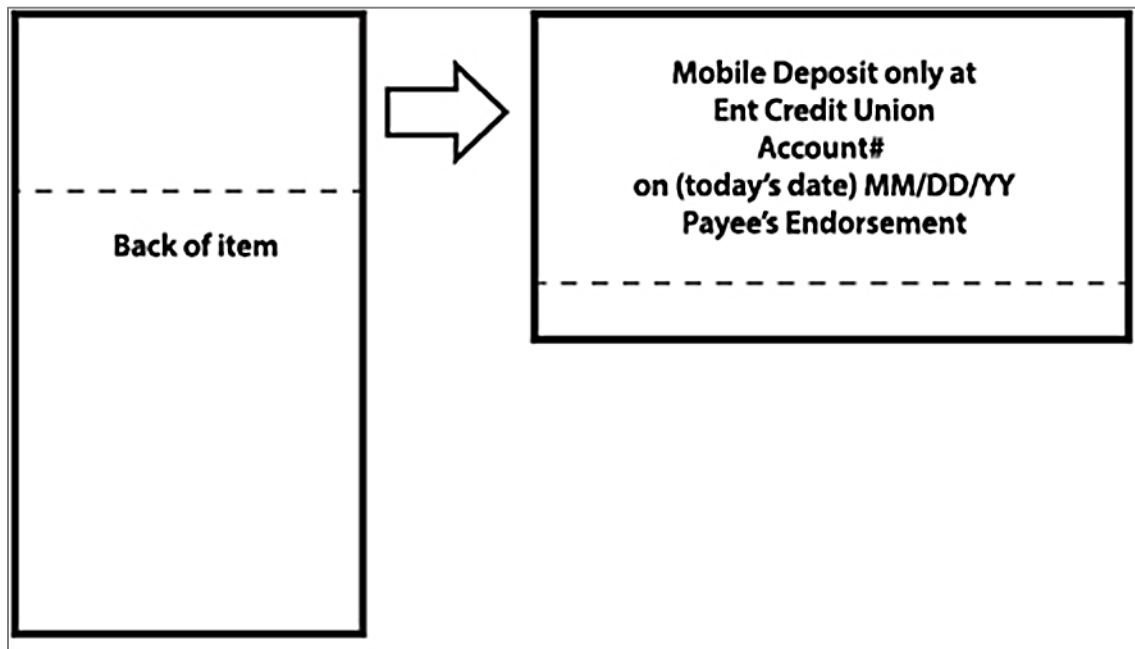 Back of item
Mobile Deposit only at
Ent Credit Union
Account#
on (today's date) MM/DD/YY
Payee's Endorsement